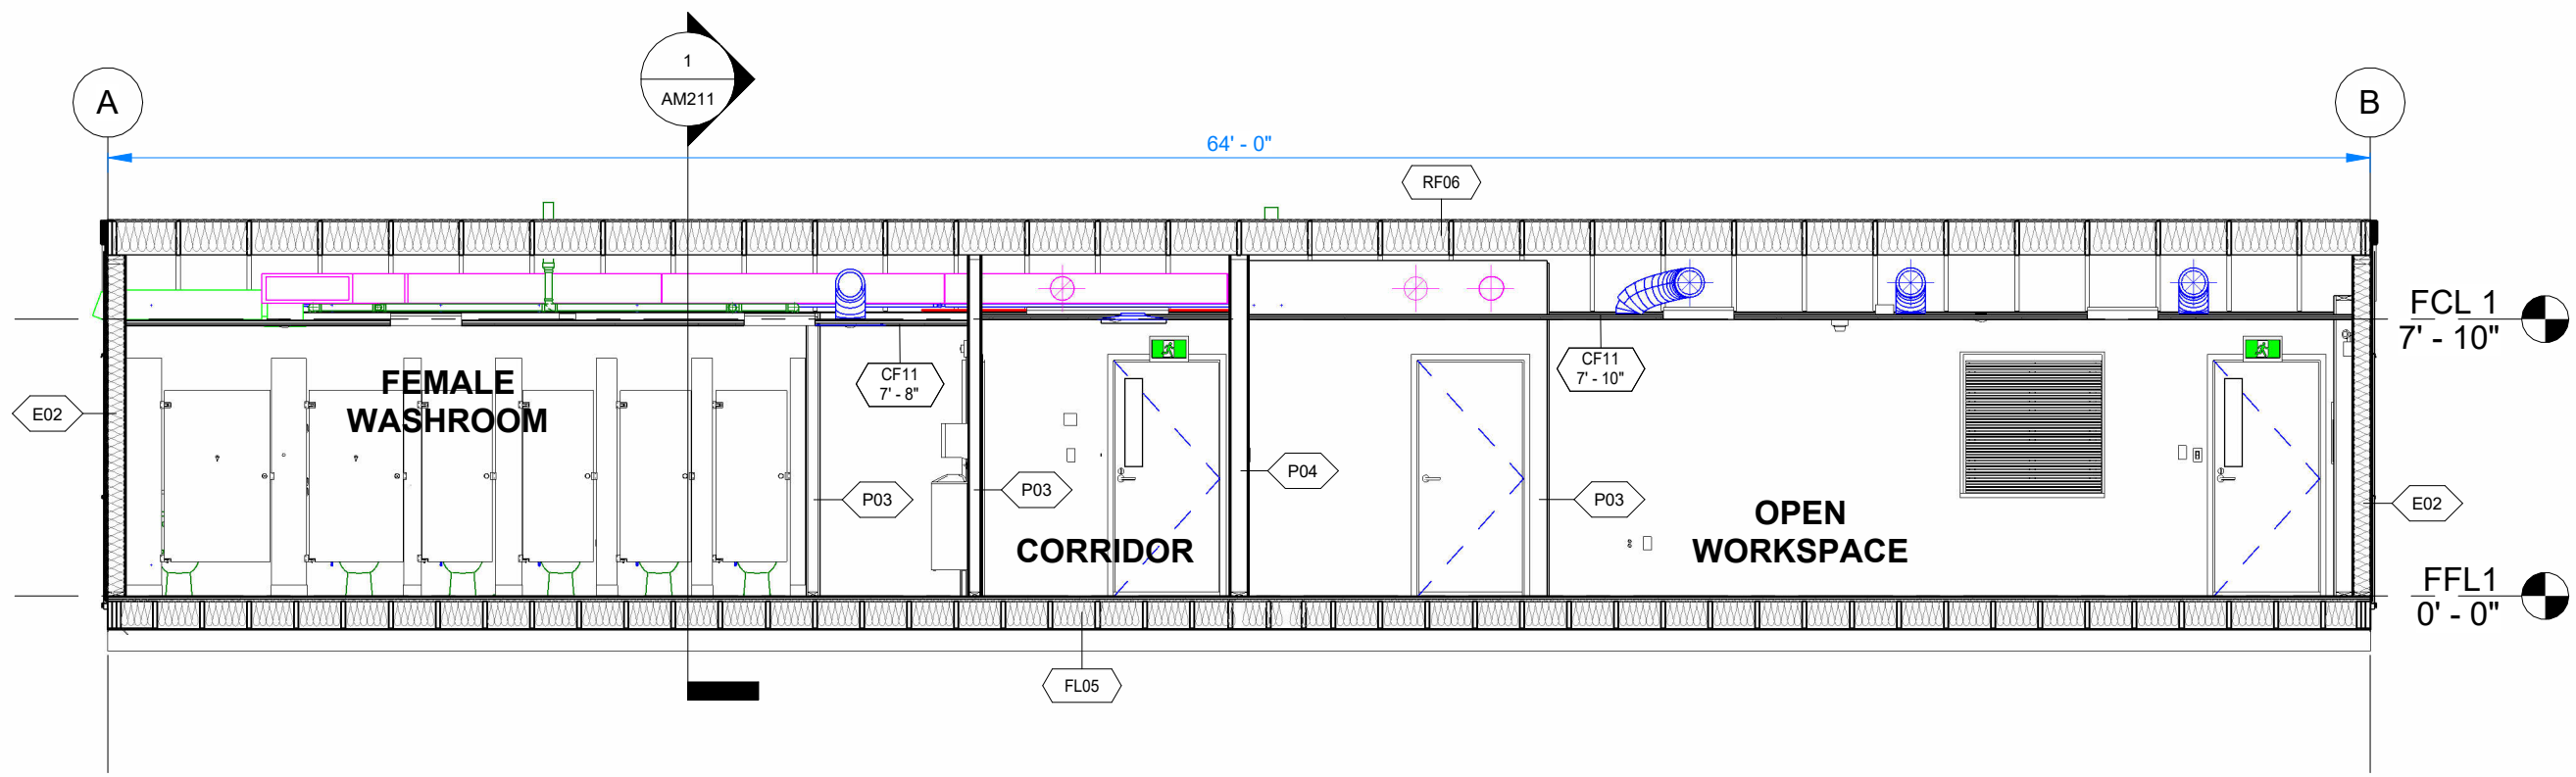 1
AM211
A
B
64' - 0"
RF06
FCL 1
7' - 10"
CF11
7' - 8"
CF11
7' - 10"
FEMALE
WASHROOM
E02
P03
P03
P04
P03
E02
OPEN
WORKSPACE
CORRIDOR
FFL1
0' - 0"
FL05